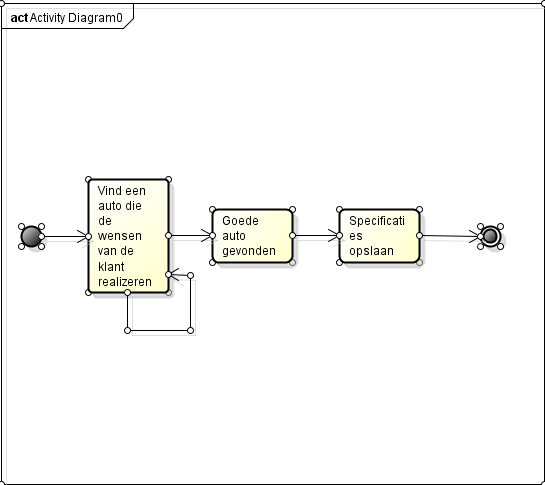 act Activity Diagram0
Vind een
auto die
de
wensen
van de
klant
realizeren
Goede
auto
gevonden
Specificati
es
opslaan